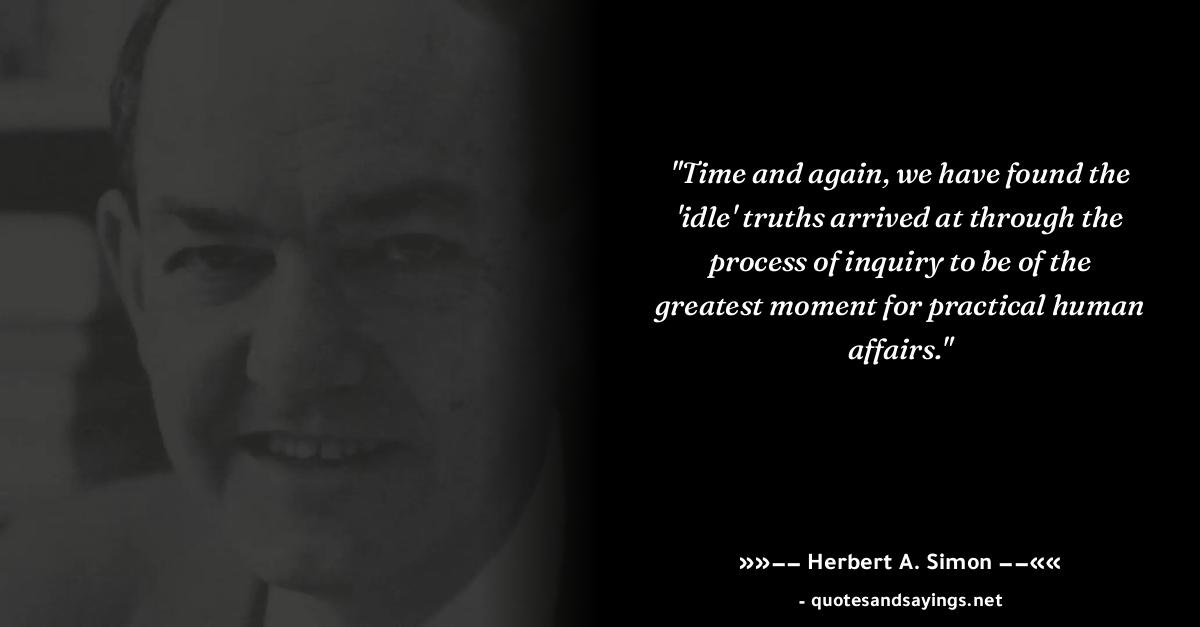 "Time and again, we have found the
'idle' truths arrived at through the
process of inquiry to be of the
greatest moment for practical human
affairs."
»»−− Herbert A. Simon −−««
- quotesandsayings.net